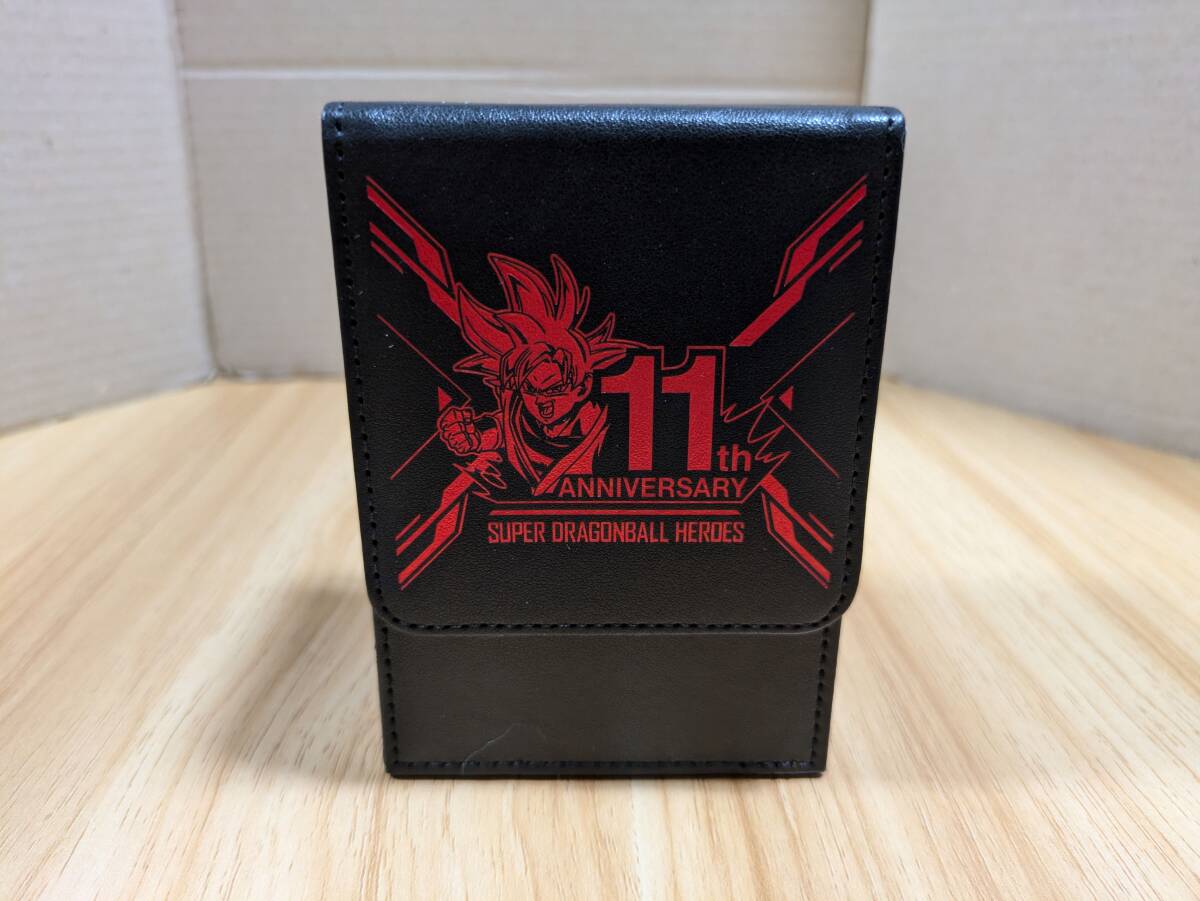 11th
ANNIVERSARY
SUPER DRAGONBALL HEROES